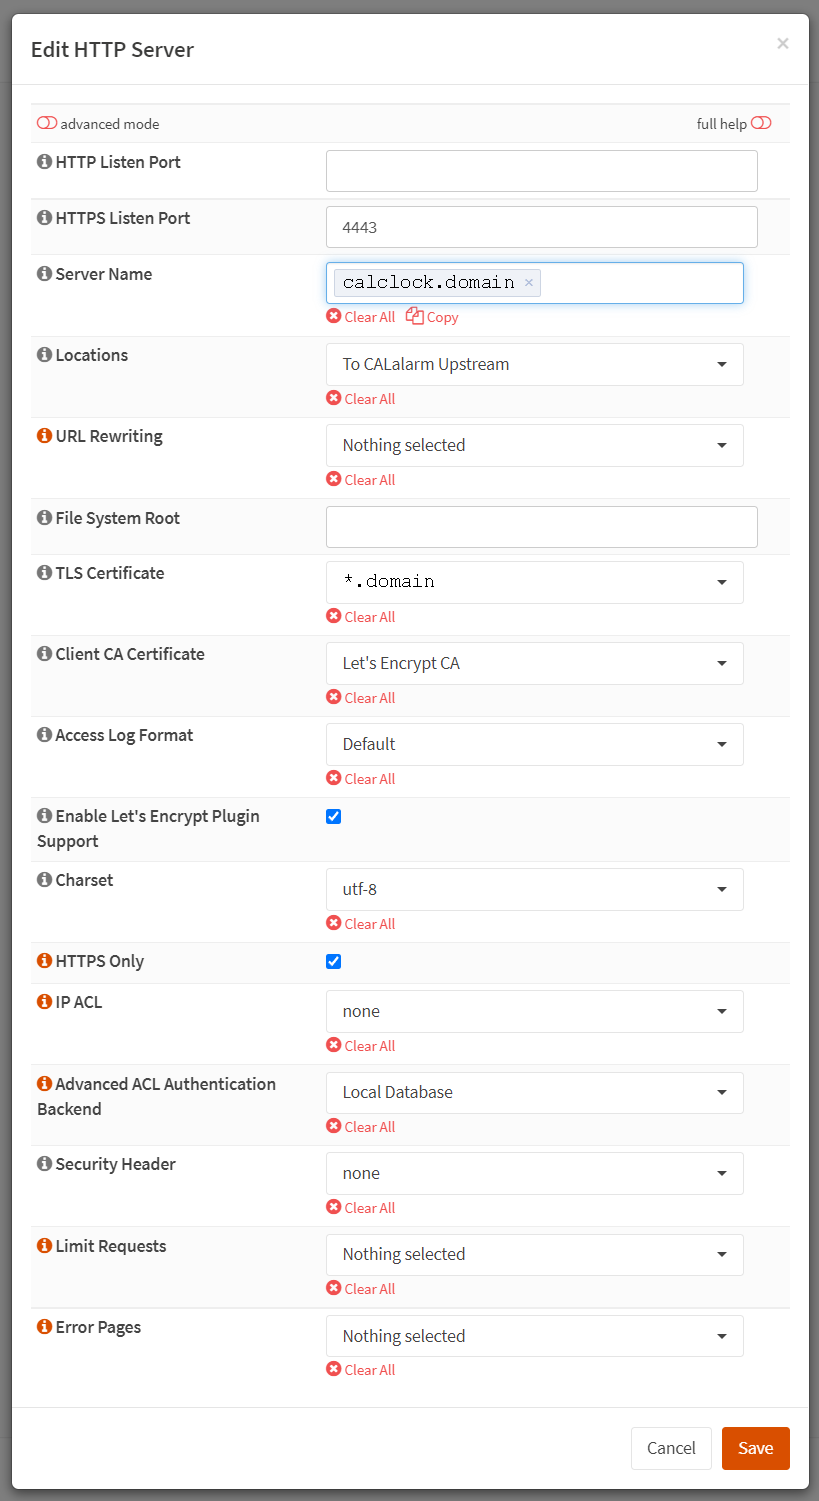 Edit HTTP Server ×
advanced mode full help
HTTP Listen Port
HTTPS Listen Port 4443
Server Name calclock.domain ×
Clear All Copy
Locations To CALalarm Upstream
Clear All
URL Rewriting Nothing selected
Clear All
File System Root
TLS Certificate *.domain
Clear All
Client CA Certificate Let's Encrypt CA
Clear All
Access Log Format Default
Clear All
Enable Let's Encrypt Plugin
Support
Charset utf-8
Clear All
HTTPS Only
IP ACL none
Clear All
Advanced ACL Authentication
Backend Local Database
Clear All
Security Header none
Clear All
Limit Requests Nothing selected
Clear All
Error Pages Nothing selected
Clear All
Cancel Save